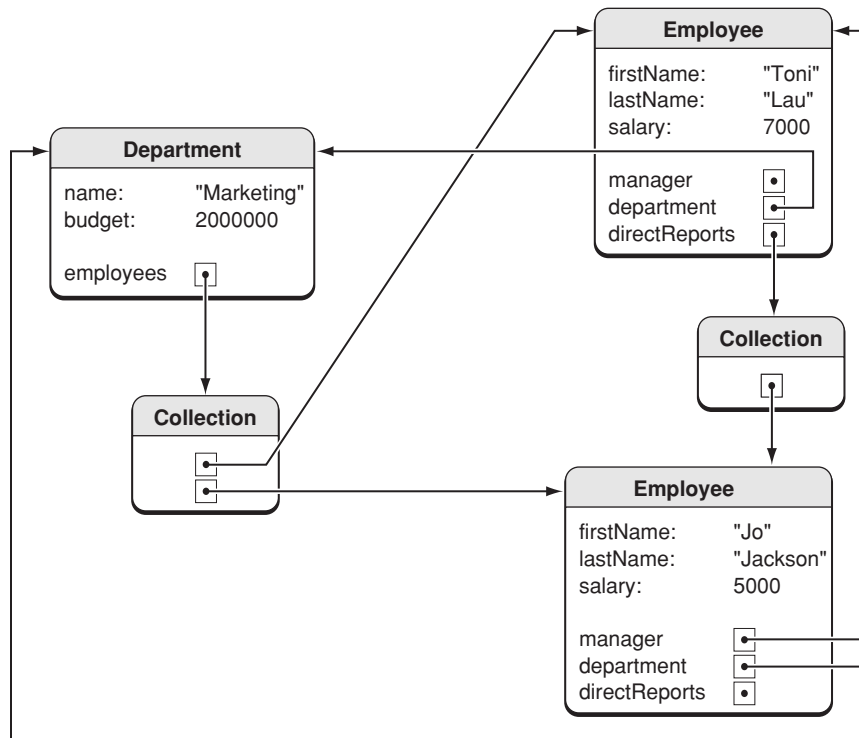 Employee
firstName: "Toni"
lastName: "Lau"
salary: 7000
manager
department
directReports
Department
name: "Marketing"
budget: 2000000
employees
Collection
Collection
Employee
firstName: "Jo"
lastName: "Jackson"
salary: 5000
manager
department
directReports